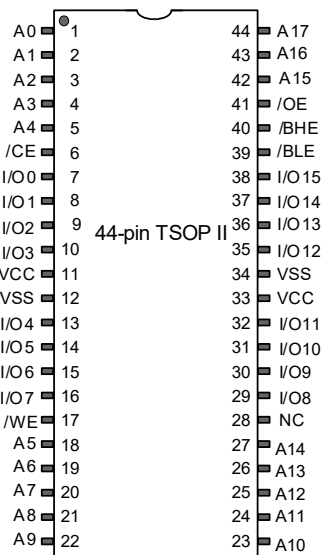 A0 1 44 A17
A1 2 43 A16
A2 3 42 A15
A3 4 41 /OE
A4 5 40 /BHE
/CE 6 39 /BLE
I/O0 7 38 I/O15
I/O1 8 37 I/O14
I/O2 9 44-pin TSOP II 36 I/O13
I/O3 10 35 I/O12
VCC 11 34 VSS
VSS 12 33 VCC
I/O4 13 32 I/O11
I/O5 14 31 I/O10
I/O6 15 30 I/O9
I/O7 16 29 I/O8
/WE 17 28 NC
A5 18 27 A14
A6 19 26 A13
A7 20 25 A12
A8 21 24 A11
A9 22 23 A10